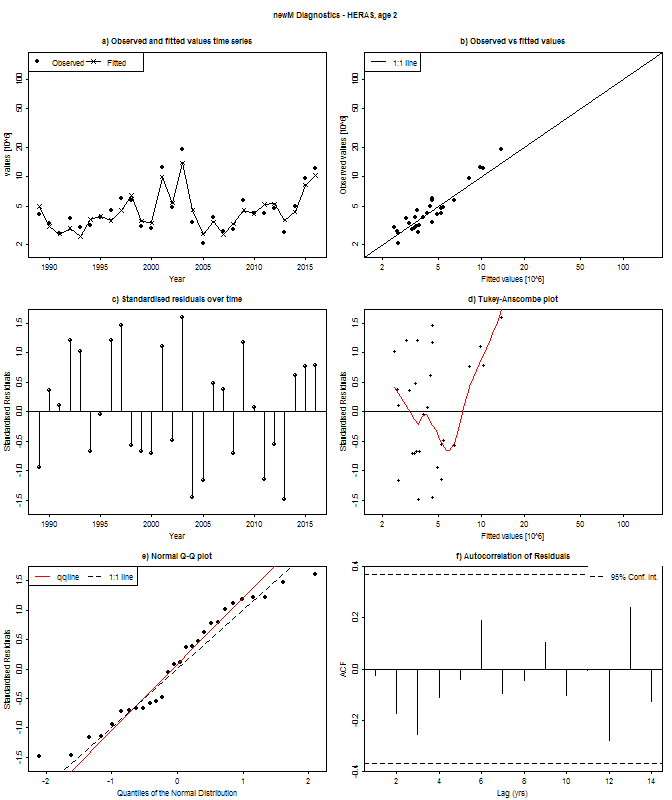 newM Diagnostics - HERAS, age 2
a) Observed and fitted values time series
values [10^6]
100
50
20
10
5
2
Observed Fitted
1990 1995 2000 2005 2010 2015
Year
b) Observed vs fitted values
Observed values [10^6]
100
50
20
10
5
2
1:1 line
2 5 10 20 50 100
Fitted values [10^6]
c) Standardised residuals over time
Standardised Residuals
1.5
1.0
0.5
0.0
-0.5
-1.0
-1.5
1990 1995 2000 2005 2010 2015
Year
d) Tukey-Anscombe plot
Standardised Residuals
1.5
1.0
0.5
0.0
-0.5
-1.0
-1.5
2 5 10 20 50 100
Fitted values [10^6]
e) Normal Q-Q plot
Standardised Residuals
1.5
1.0
0.5
0.0
-0.5
-1.0
-1.5
qqline 1:1 line
-2 -1 0 1 2
Quantiles of the Normal Distribution
f) Autocorrelation of Residuals
ACF
0.4
0.2
0.0
-0.2
-0.4
95% Conf. Int.
2 4 6 8 10 12 14
Lag (yrs)